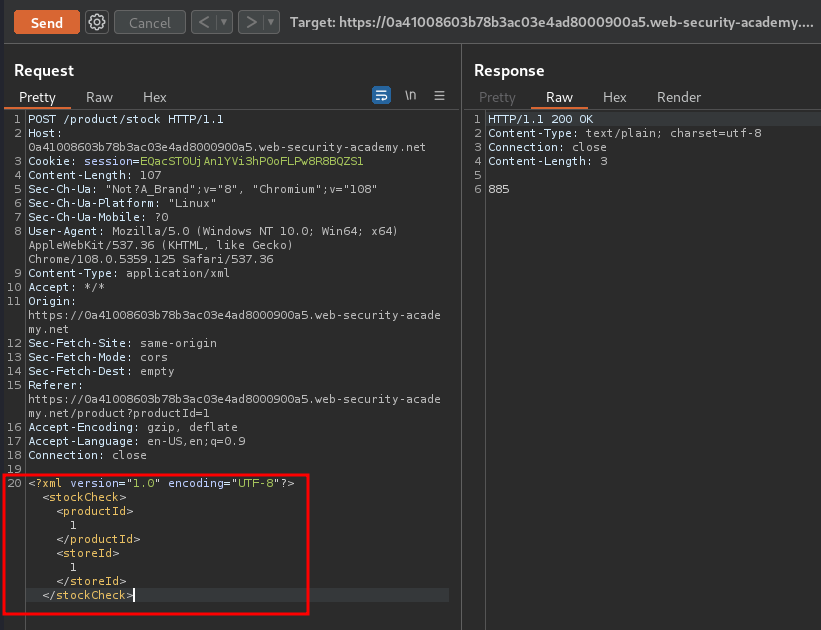 Send Cancel < > Target: https://0a41008603b78b3ac03e4ad8000900a5.web-security-academy....
Request
Pretty Raw Hex \n
1 POST /product/stock HTTP/1.1
2 Host:
0a41008603b78b3ac03e4ad8000900a5.web-security-academy.net
3 Cookie: session=EQacST0UjAn1YVi3hP0oFLPw8R8BQZSl
4 Content-Length: 107
5 Sec-Ch-Ua: "Not?A_Brand";v="8", "Chromium";v="108"
6 Sec-Ch-Ua-Platform: "Linux"
7 Sec-Ch-Ua-Mobile: ?0
8 User-Agent: Mozilla/5.0 (Windows NT 10.0; Win64; x64)
AppleWebKit/537.36 (KHTML, like Gecko)
Chrome/108.0.5359.125 Safari/537.36
9 Content-Type: application/xml
10 Accept: */*
11 Origin:
https://0a41008603b78b3ac03e4ad8000900a5.web-security-acade
my.net
12 Sec-Fetch-Site: same-origin
13 Sec-Fetch-Mode: cors
14 Sec-Fetch-Dest: empty
15 Referer:
https://0a41008603b78b3ac03e4ad8000900a5.web-security-acade
my.net/product?productId=1
16 Accept-Encoding: gzip, deflate
17 Accept-Language: en-US,en;q=0.9
18 Connection: close
19
20 <?xml version="1.0" encoding="UTF-8"?>
<stockCheck>
<productId>
1
</productId>
<storeId>
1
</storeId>
</stockCheck>
Response
Pretty Raw Hex Render
1 HTTP/1.1 200 OK
2 Content-Type: text/plain; charset=utf-8
3 Connection: close
4 Content-Length: 3
5
6 885